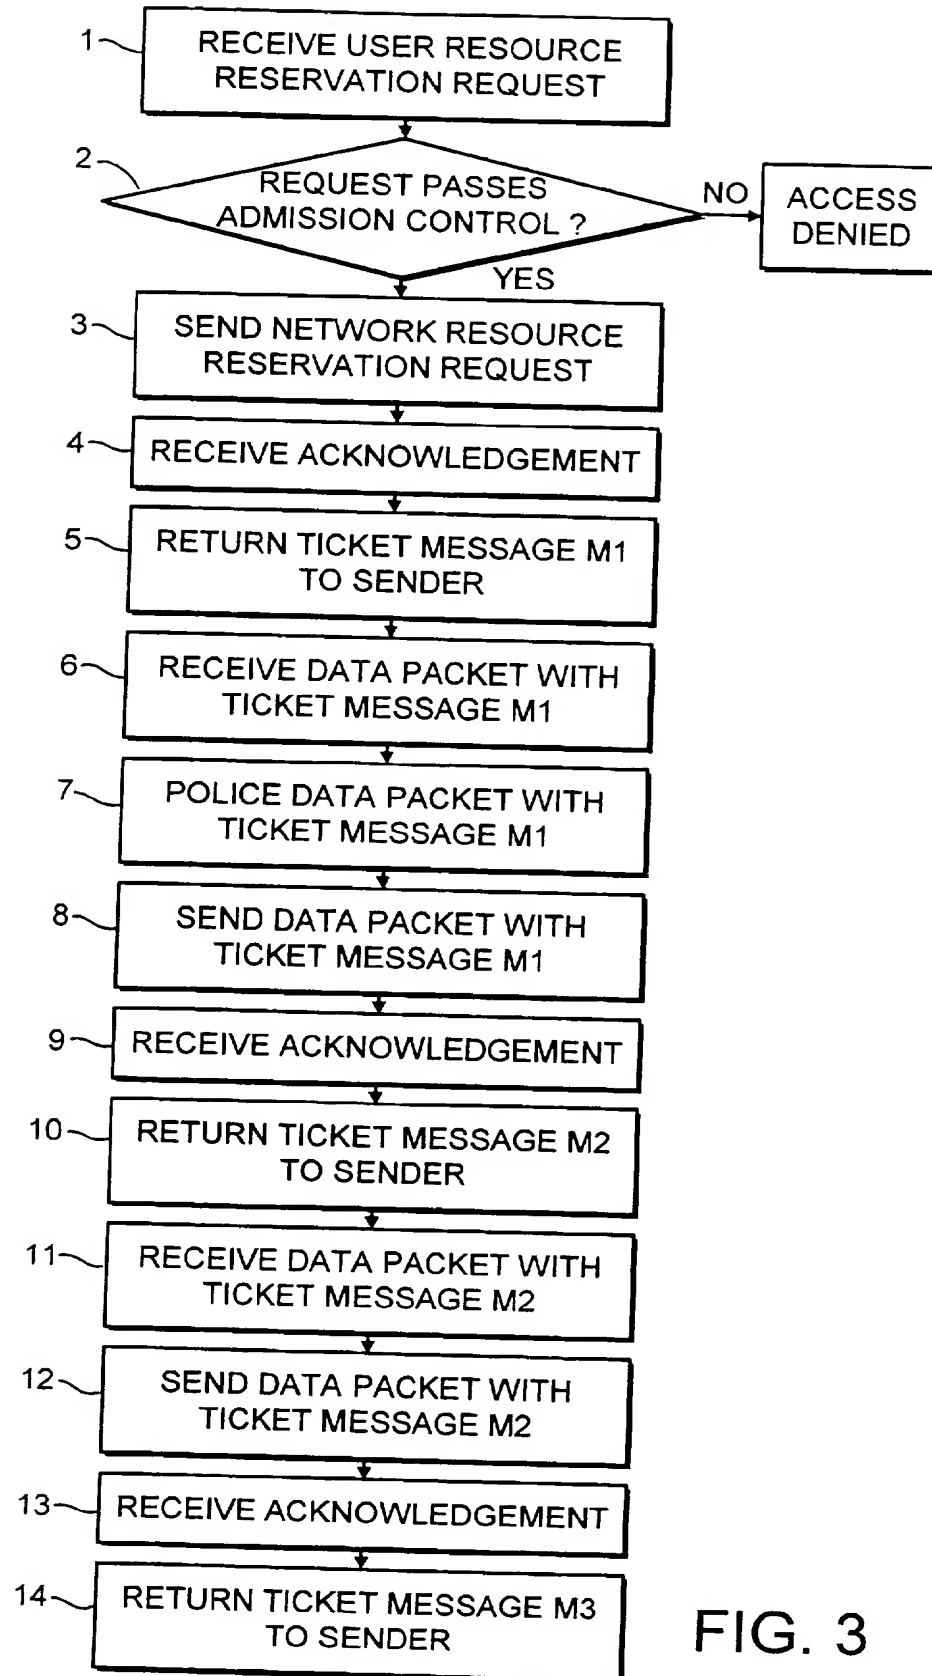 1
RECEIVE USER RESOURCE
RESERVATION REQUEST
2
REQUEST PASSES
ADMISSION CONTROL ?
NO
ACCESS
DENIED
YES
3
SEND NETWORK RESOURCE
RESERVATION REQUEST
4
RECEIVE ACKNOWLEDGEMENT
5
RETURN TICKET MESSAGE M1
TO SENDER
6
RECEIVE DATA PACKET WITH
TICKET MESSAGE M1
7
POLICE DATA PACKET WITH
TICKET MESSAGE M1
8
SEND DATA PACKET WITH
TICKET MESSAGE M1
9
RECEIVE ACKNOWLEDGEMENT
10
RETURN TICKET MESSAGE M2
TO SENDER
11
RECEIVE DATA PACKET WITH
TICKET MESSAGE M2
12
SEND DATA PACKET WITH
TICKET MESSAGE M2
13
RECEIVE ACKNOWLEDGEMENT
14
RETURN TICKET MESSAGE M3
TO SENDER
FIG. 3